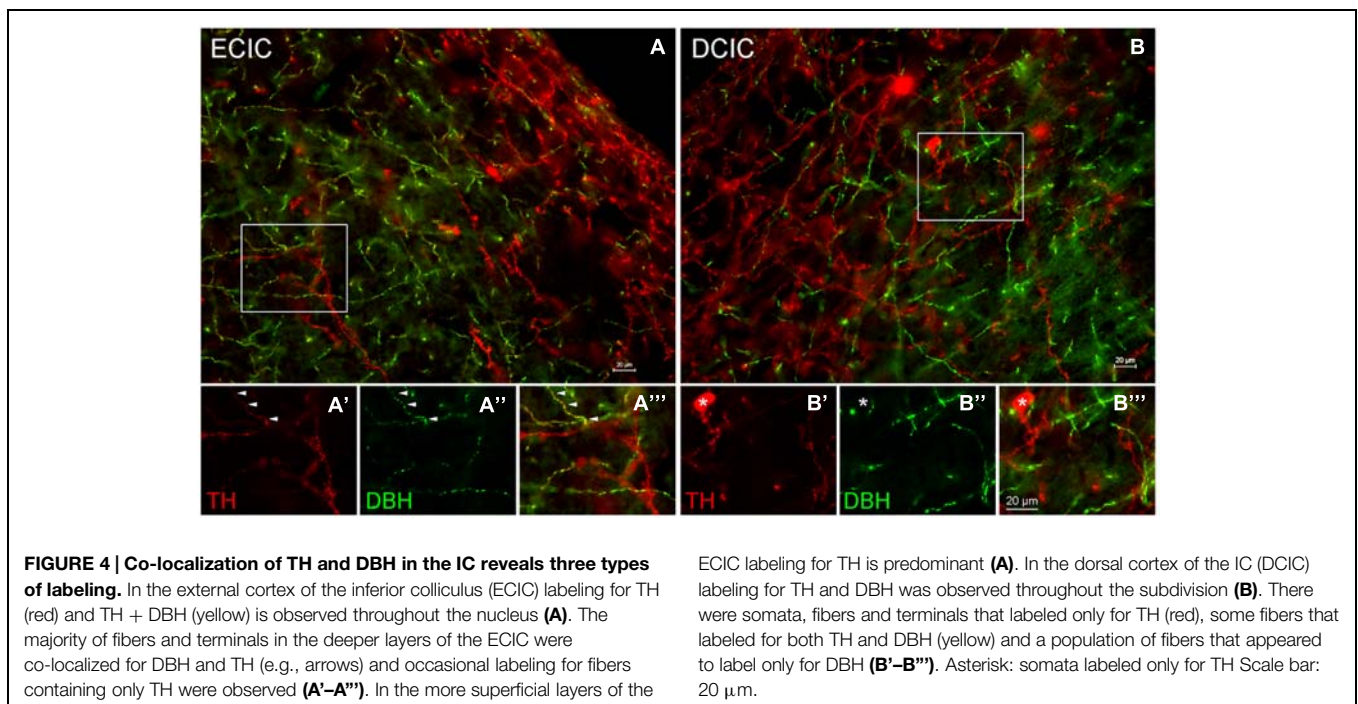 ECIC
A
DCIC
B
20 µm
20 µm
A'
A''
A'''
B'
B''
B'''
*
*
*
TH
DBH
TH
DBH
20 µm
FIGURE 4 | Co-localization of TH and DBH in the IC reveals three types
of labeling. In the external cortex of the inferior colliculus (ECIC) labeling for TH
(red) and TH + DBH (yellow) is observed throughout the nucleus (A). The
majority of fibers and terminals in the deeper layers of the ECIC were
co-localized for DBH and TH (e.g., arrows) and occasional labeling for fibers
containing only TH were observed (A'–A"'). In the more superficial layers of the
ECIC labeling for TH is predominant (A). In the dorsal cortex of the IC (DCIC)
labeling for TH and DBH was observed throughout the subdivision (B). There
were somata, fibers and terminals that labeled only for TH (red), some fibers that
labeled for both TH and DBH (yellow) and a population of fibers that appeared
to label only for DBH (B'–B"'). Asterisk: somata labeled only for TH Scale bar:
20 µm.